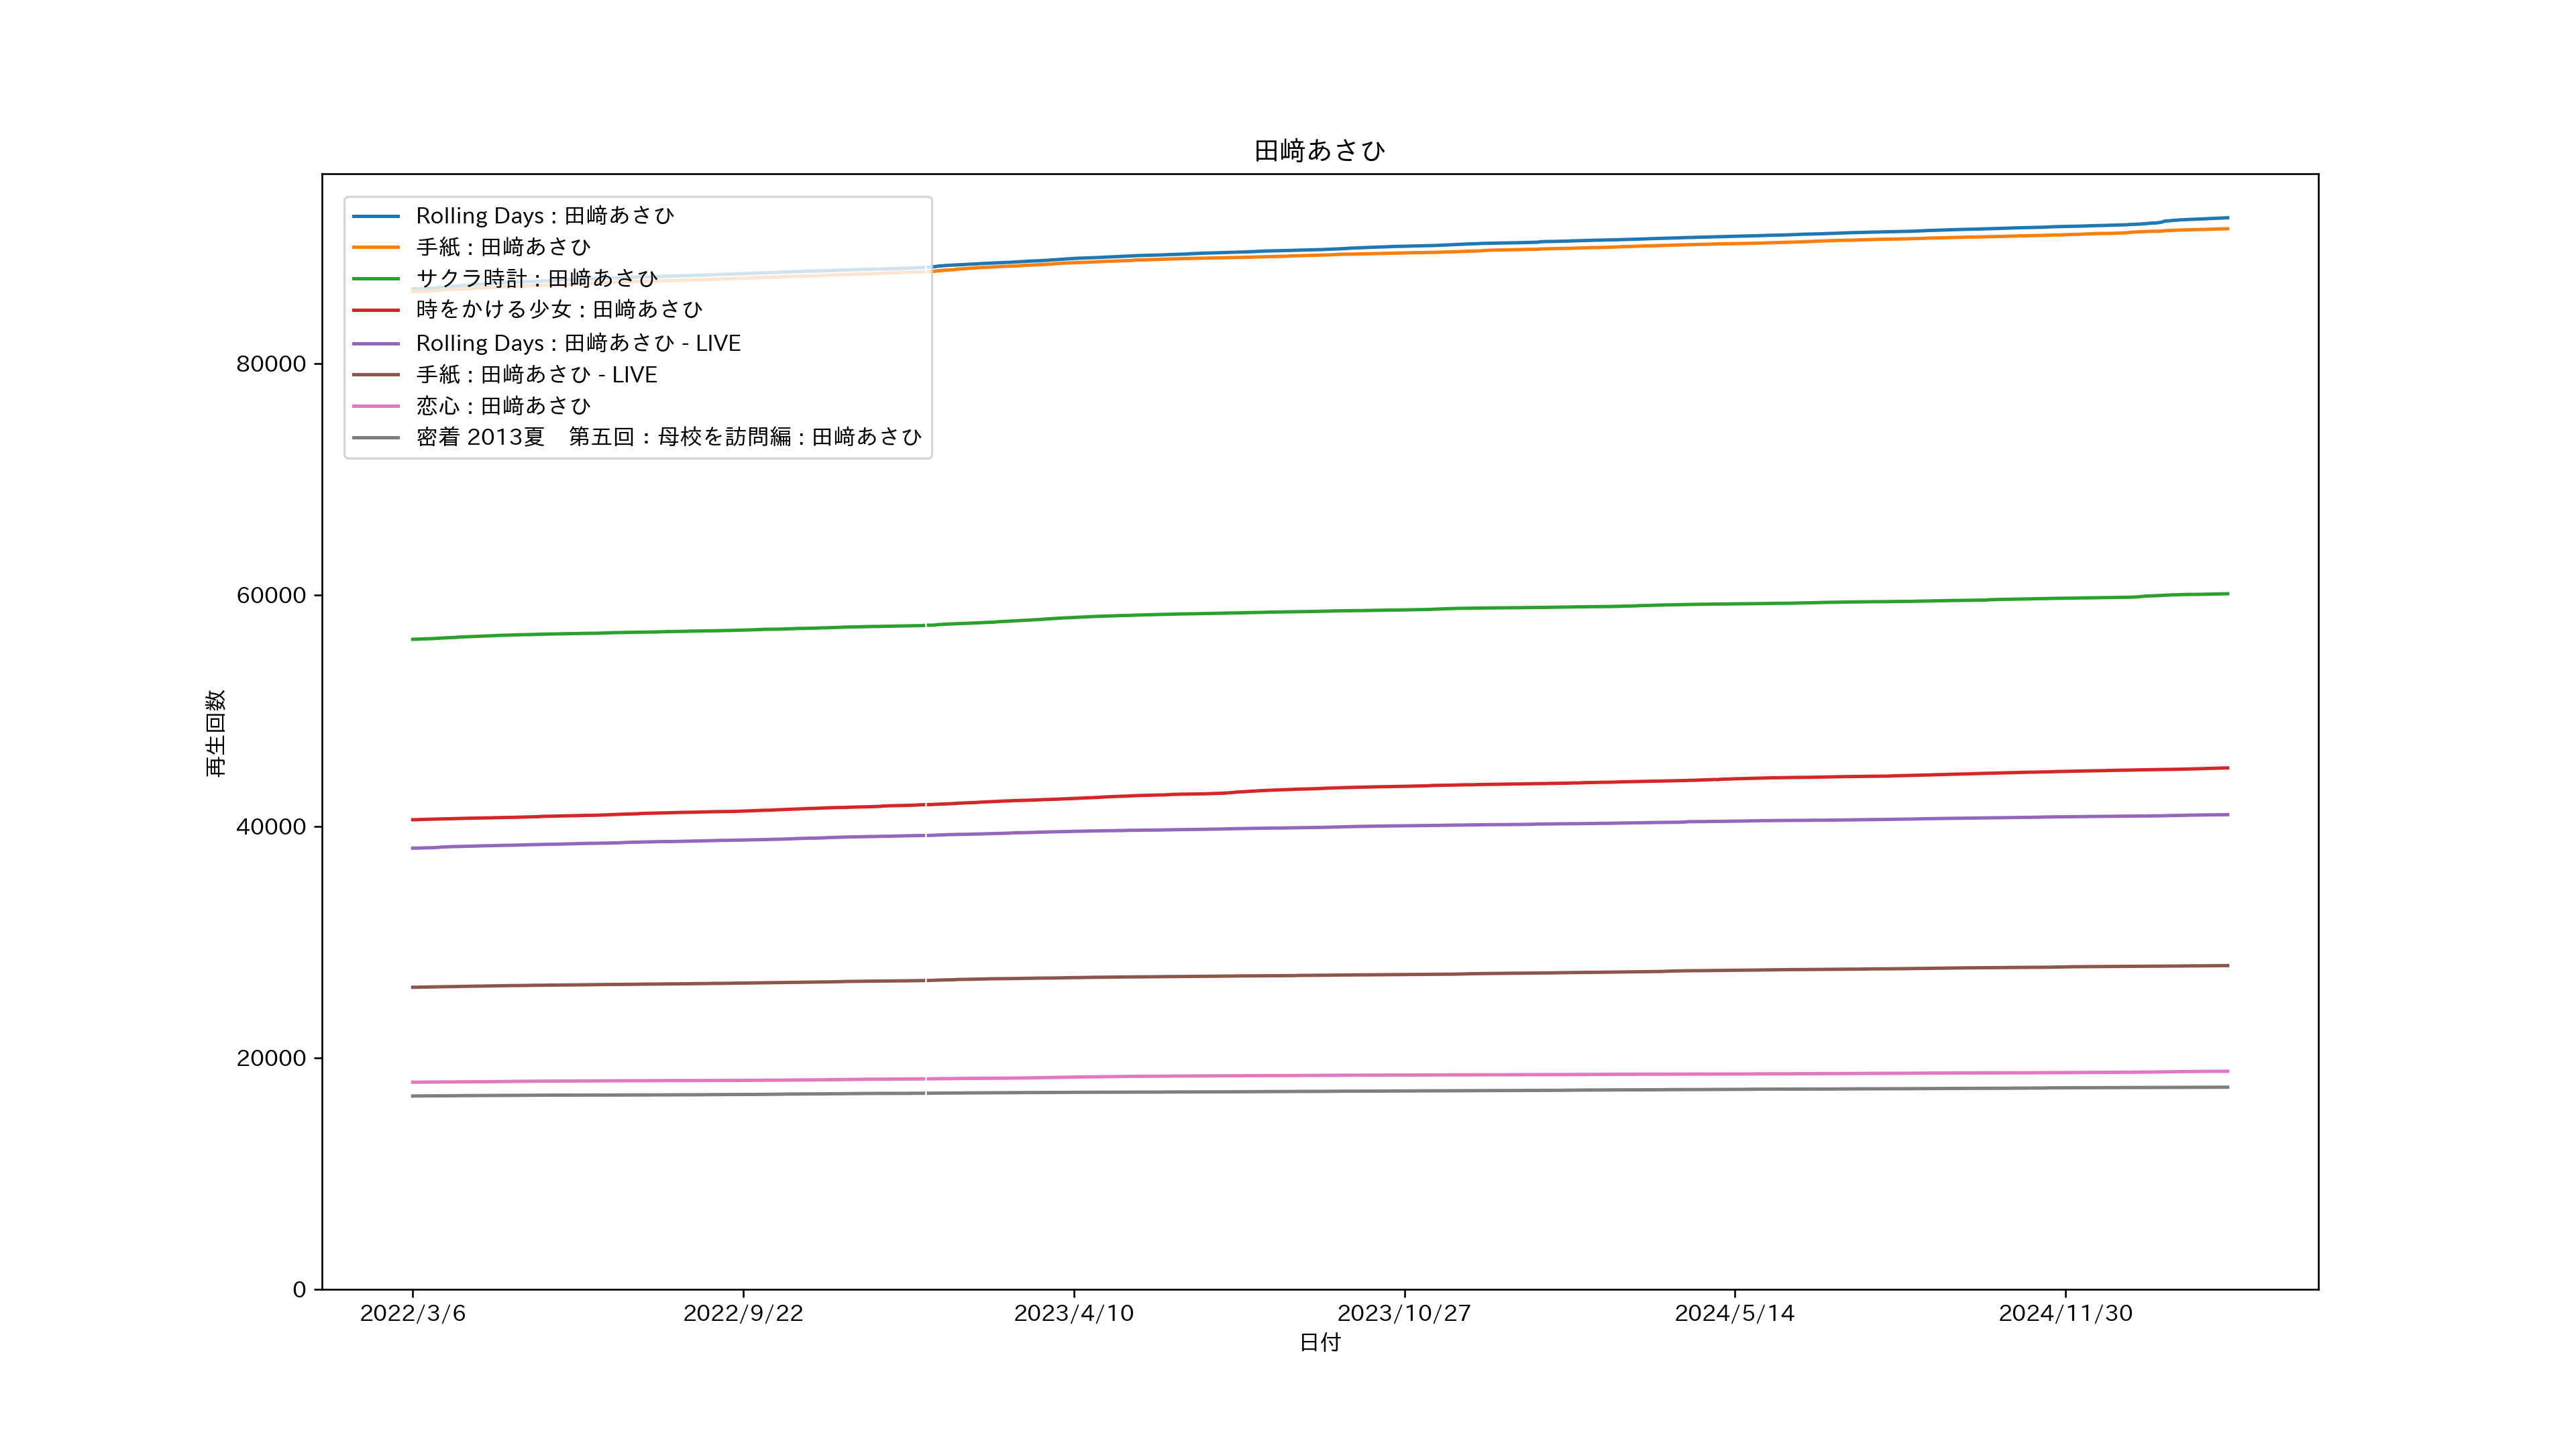 田﨑あさひ
Rolling Days : 田﨑あさひ
手紙 : 田﨑あさひ
サクラ時計 : 田﨑あさひ
時をかける少女 : 田﨑あさひ
Rolling Days : 田﨑あさひ - LIVE
手紙 : 田﨑あさひ - LIVE
恋心 : 田﨑あさひ
密着 2013夏　第五回：母校を訪問編 : 田﨑あさひ
80000
60000
40000
20000
0
再生回数
2022/3/6 2022/9/22 2023/4/10 2023/10/27 2024/5/14 2024/11/30
日付